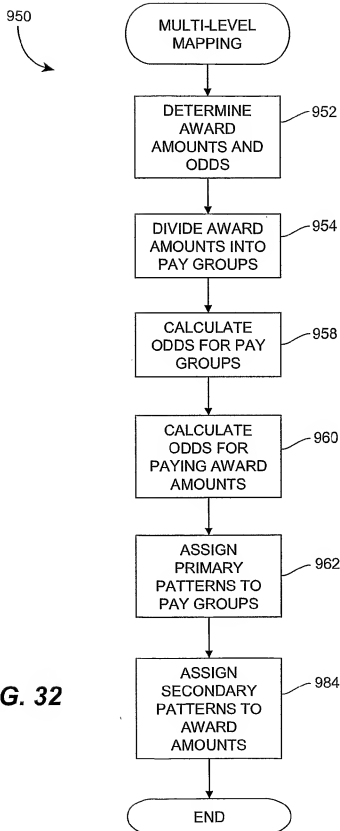 950
MULTI-LEVEL
MAPPING
DETERMINE
AWARD
AMOUNTS AND
ODDS
952
DIVIDE AWARD
AMOUNTS INTO
PAY GROUPS
954
CALCULATE
ODDS FOR PAY
GROUPS
958
CALCULATE
ODDS FOR
PAYING AWARD
AMOUNTS
960
ASSIGN
PRIMARY
PATTERNS TO
PAY GROUPS
962
ASSIGN
SECONDARY
PATTERNS TO
AWARD
AMOUNTS
984
G. 32
END